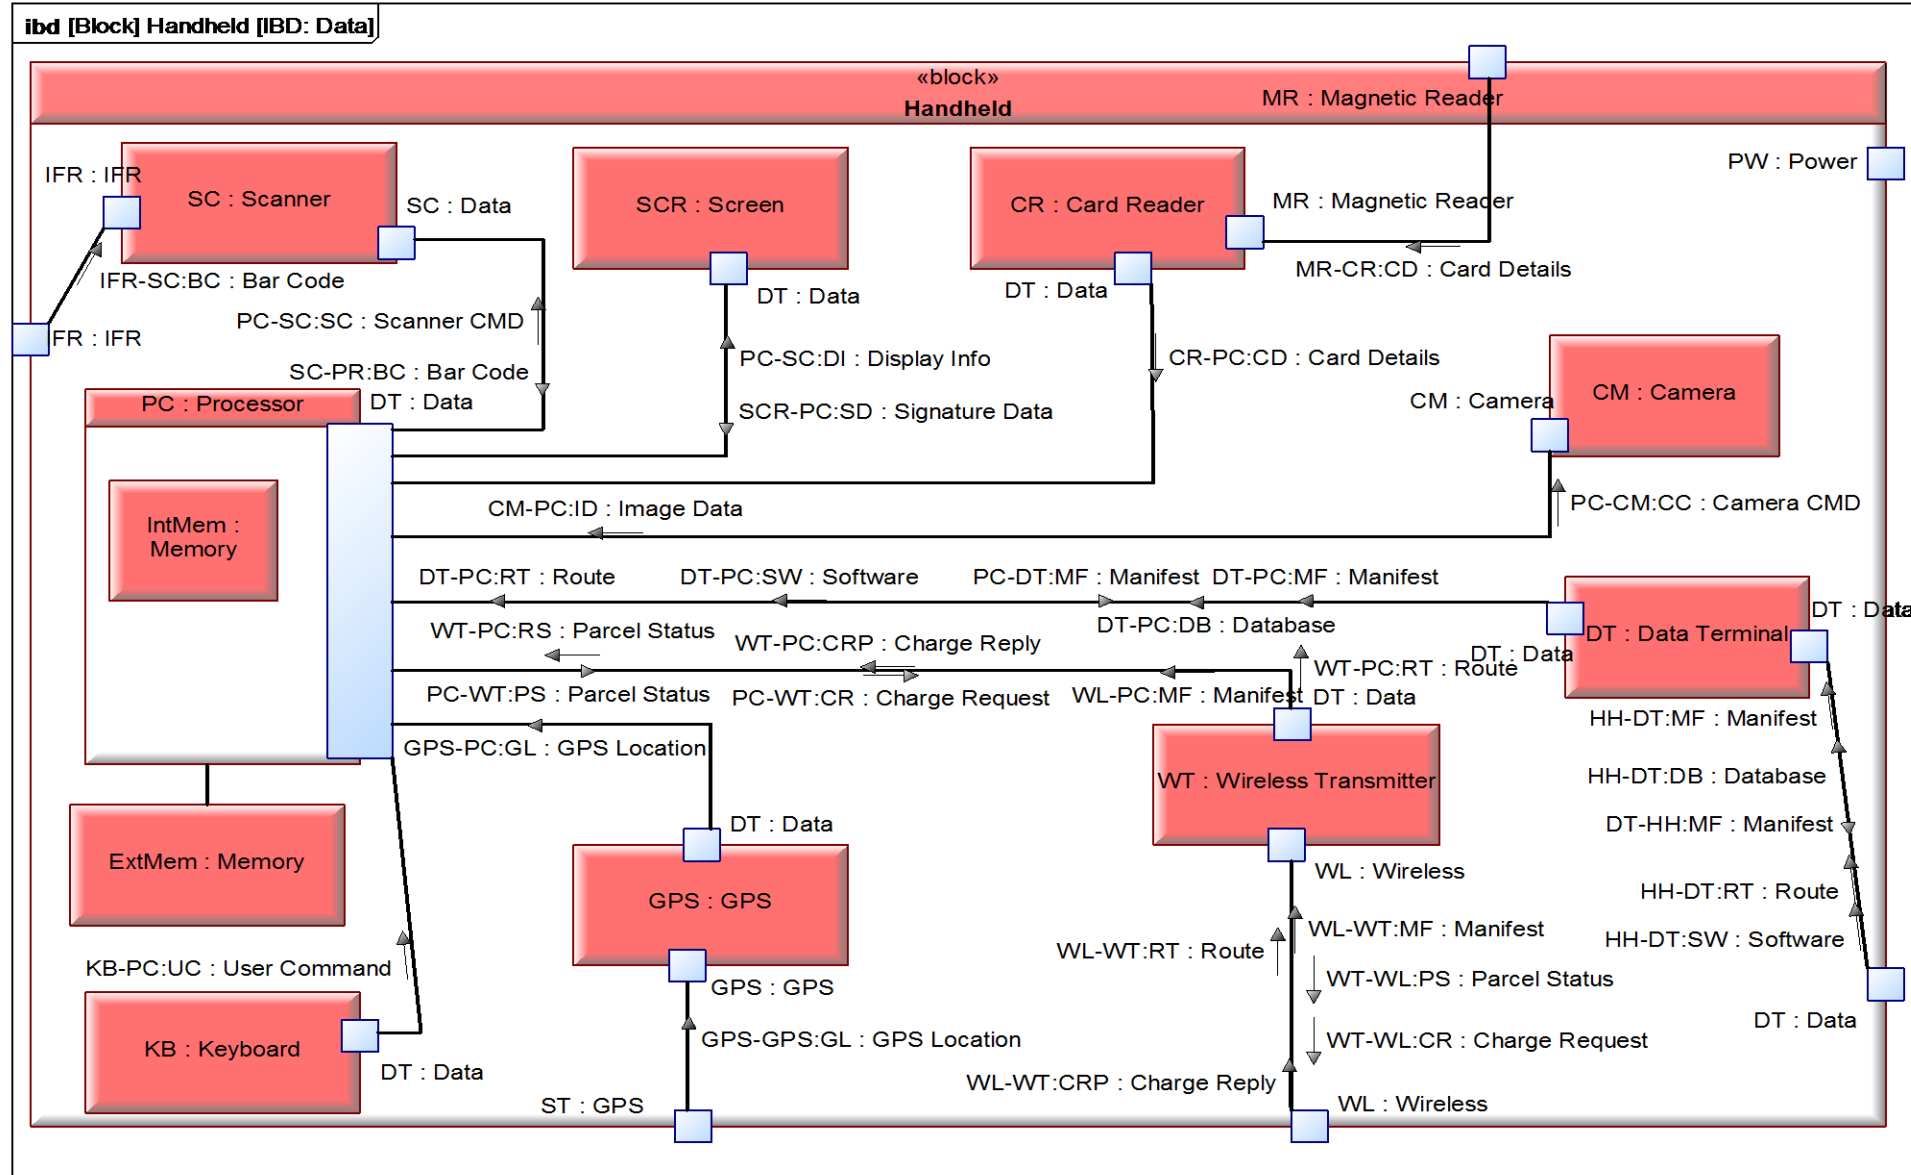 ibd [Block] Handheld [IBD: Data]
«block»
Handheld
MR : Magnetic Reader
PW : Power
IFR : IFR
SC : Scanner
SC : Data
IFR-SC:BC : Bar Code
FR : IFR
PC-SC:SC : Scanner CMD
SC-PR:BC : Bar Code
SCR : Screen
DT : Data
PC-SC:DI : Display Info
SCR-PC:SD : Signature Data
CR : Card Reader
MR : Magnetic Reader
MR-CR:CD : Card Details
DT : Data
CR-PC:CD : Card Details
CM : Camera
CM : Camera
PC-CM:CC : Camera CMD
PC : Processor
DT : Data
IntMem :
Memory
CM-PC:ID : Image Data
DT-PC:RT : Route
DT-PC:SW : Software
PC-DT:MF : Manifest
DT-PC:MF : Manifest
DT-PC:DB : Database
DT : Data
DT : Data Terminal
DT : Data
WT-PC:RS : Parcel Status
WT-PC:CRP : Charge Reply
WT-PC:RT : Route
PC-WT:PS : Parcel Status
PC-WT:CR : Charge Request
WL-PC:MF : Manifest
DT : Data
HH-DT:MF : Manifest
HH-DT:DB : Database
DT-HH:MF : Manifest
HH-DT:RT : Route
HH-DT:SW : Software
DT : Data
GPS-PC:GL : GPS Location
WT : Wireless Transmitter
WL : Wireless
ExtMem : Memory
DT : Data
GPS : GPS
GPS : GPS
GPS-GPS:GL : GPS Location
ST : GPS
KB-PC:UC : User Command
KB : Keyboard
DT : Data
WL-WT:RT : Route
WL-WT:MF : Manifest
WT-WL:PS : Parcel Status
WT-WL:CR : Charge Request
WL-WT:CRP : Charge Reply
WL : Wireless